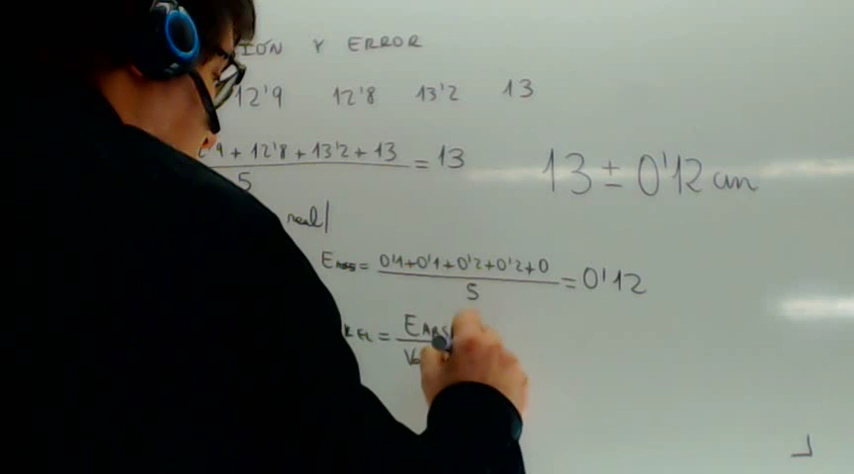 IÓN Y ERROR
12'9 12'8 13'2 13
9 + 12'8 + 13'2 + 13 = 13
5
13 ± 0'12 cm
real|
E_ABS = 0'1+0'1+0'2+0'2+0 = 0'12
5
REL = E_ABS
V